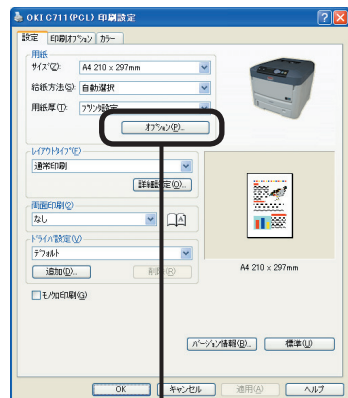 OKI C711(PCL) 印刷設定
設定 印刷ｵﾌﾟｼｮﾝ ｶﾗｰ
用紙
ｻｲｽﾞ(Z): A4 210 x 297mm
給紙方法(S): 自動選択
用紙厚(T): ﾌﾟﾘﾝﾀ設定
ｵﾌﾟｼｮﾝ(P)...
ﾚｲｱｳﾄﾀｲﾌﾟ(E)
通常印刷
詳細設定(O)...
両面印刷(2)
なし
ﾄﾞﾗｲﾊﾞ設定(V)
ﾃﾞﾌｫﾙﾄ
追加(D)... 削除(R)
A4 210 x 297mm
ﾓﾉｸﾛ印刷(G)
ﾊﾞｰｼﾞｮﾝ情報(B)... 標準(U)
OK ｷｬﾝｾﾙ 適用(A) ﾍﾙﾌﾟ